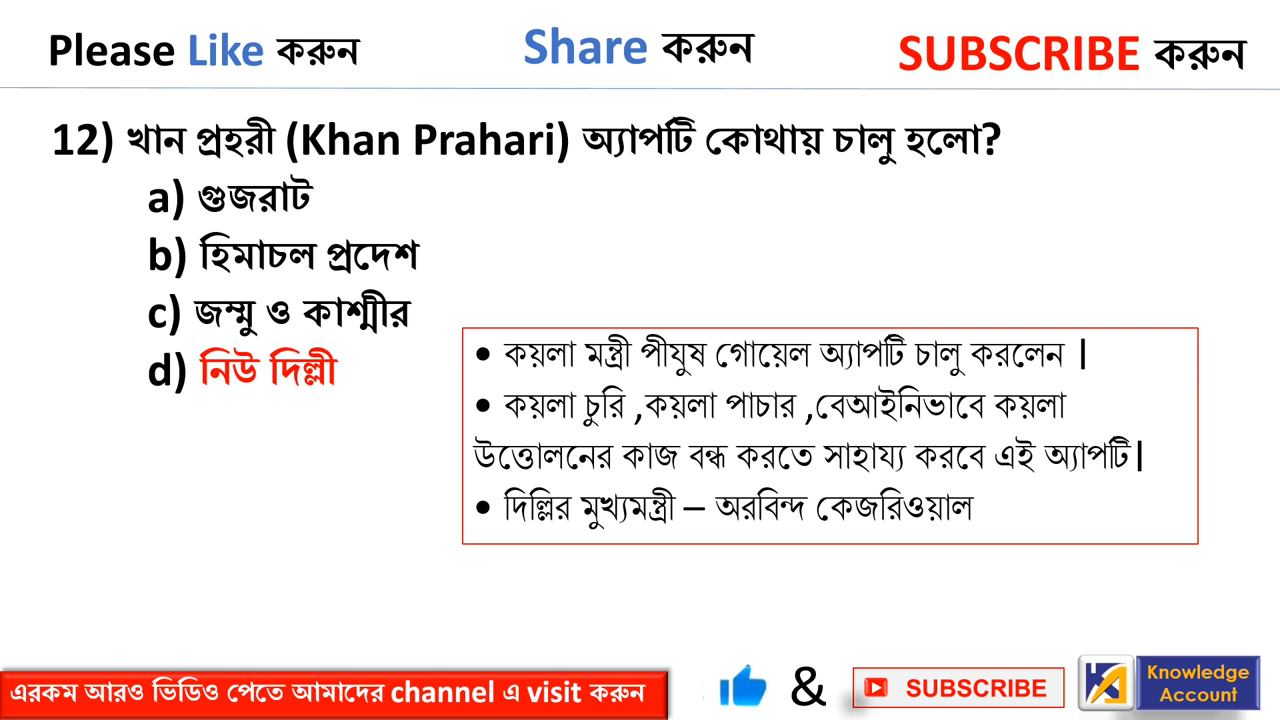 Please Like করুন Share করুন SUBSCRIBE করুন
12) খান প্রহরী (Khan Prahari) অ্যাপটি কোথায় চালু হলো?
a) গুজরাট
b) হিমাচল প্রদেশ
c) জম্মু ও কাশ্মীর
d) নিউ দিল্লী
• কয়লা মন্ত্রী পীযুষ গোয়েল অ্যাপটি চালু করলেন |
• কয়লা চুরি ,কয়লা পাচার ,বেআইনিভাবে কয়লা
উত্তোলনের কাজ বন্ধ করতে সাহায্য করবে এই অ্যাপটি|
• দিল্লির মুখ্যমন্ত্রী – অরবিন্দ কেজরিওয়াল
এরকম আরও ভিডিও পেতে আমাদের channel এ visit করুন
& SUBSCRIBE
Knowledge
Account